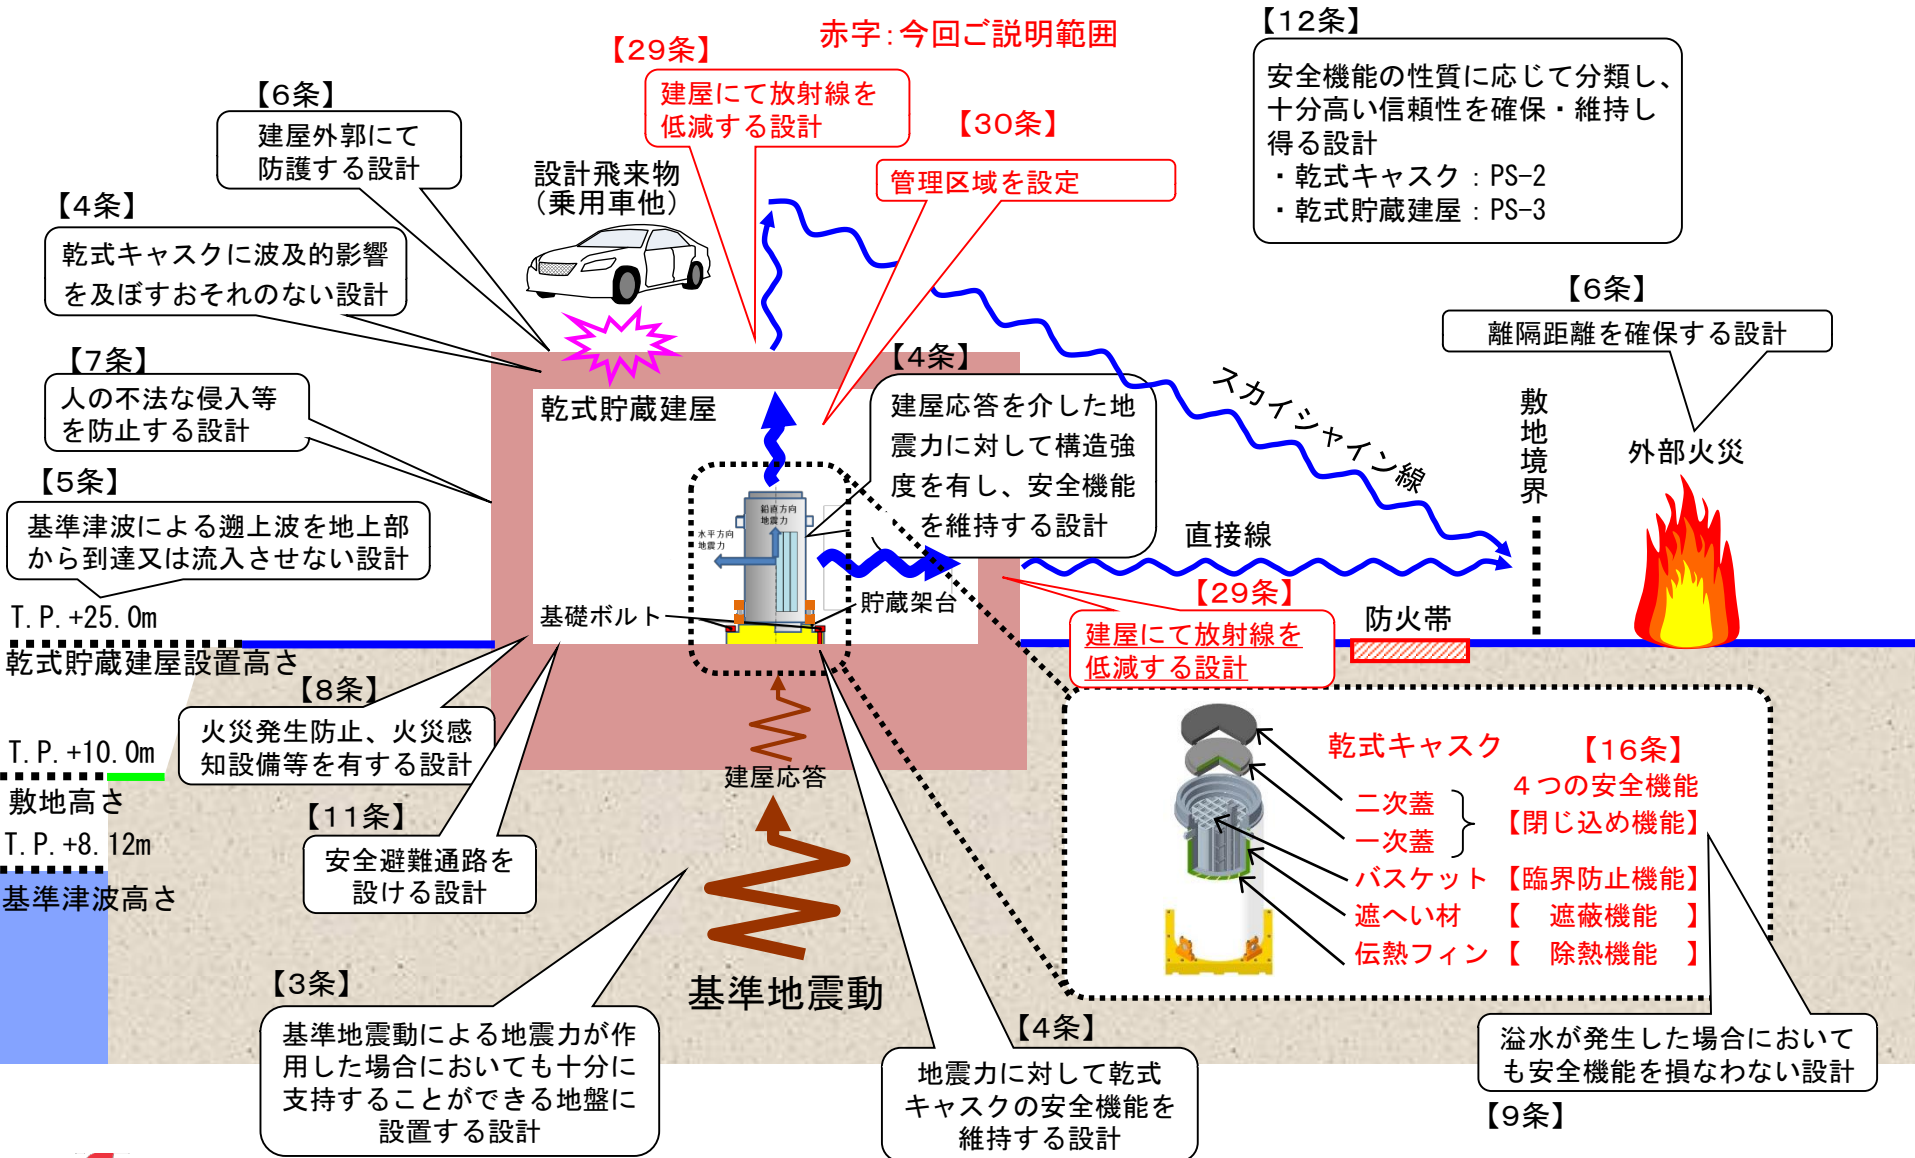 赤字：今回ご説明範囲
【12条】
安全機能の性質に応じて分類し、
十分高い信頼性を確保・維持し
得る設計
・乾式キャスク：PS-2
・乾式貯蔵建屋：PS-3
【29条】
建屋にて放射線を
低減する設計
【30条】
管理区域を設定
【6条】
建屋外郭にて
防護する設計
設計飛来物
（乗用車他）
【4条】
乾式キャスクに波及的影響
を及ぼすおそれのない設計
【6条】
離隔距離を確保する設計
【7条】
人の不法な侵入等
を防止する設計
乾式貯蔵建屋
【4条】
建屋応答を介した地
震力に対して構造強
度を有し、安全機能
を維持する設計
スカイシャイン線
敷地境界
外部火災
【5条】
基準津波による遡上波を地上部
から到達又は流入させない設計
鉛直方向
地震力
水平方向
地震力
直接線
T.P.+25.0m
乾式貯蔵建屋設置高さ
基礎ボルト
貯蔵架台
【29条】
建屋にて放射線を
低減する設計
防火帯
【8条】
火災発生防止、火災感
知設備等を有する設計
T.P.+10.0m
敷地高さ
T.P.+8.12m
基準津波高さ
建屋応答
【11条】
安全避難通路を
設ける設計
乾式キャスク
【16条】
４つの安全機能
二次蓋
一次蓋
【閉じ込め機能】
バスケット【臨界防止機能】
遮へい材 【 遮蔽機能 】
伝熱フィン【 除熱機能 】
基準地震動
【3条】
基準地震動による地震力が作
用した場合においても十分に
支持することができる地盤に
設置する設計
【4条】
地震力に対して乾式
キャスクの安全機能を
維持する設計
溢水が発生した場合において
も安全機能を損なわない設計
【9条】